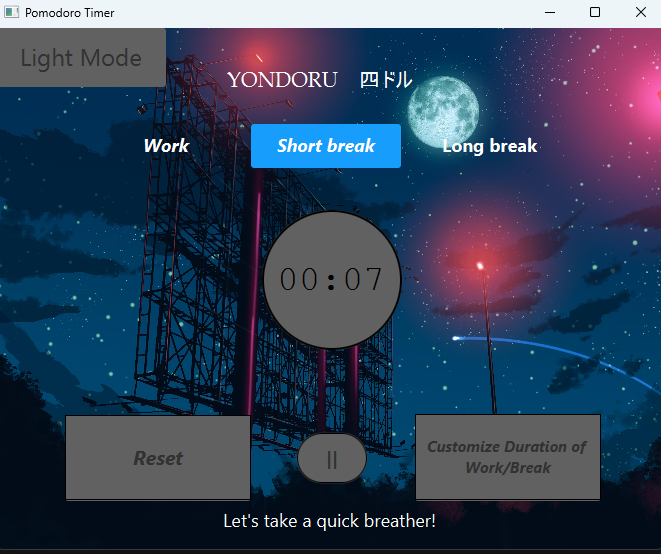 Pomodoro Timer
Light Mode
YONDORU 四ドル
Work
Short break
Long break
00:07
Reset
||
Customize Duration of
Work/Break
Let's take a quick breather!